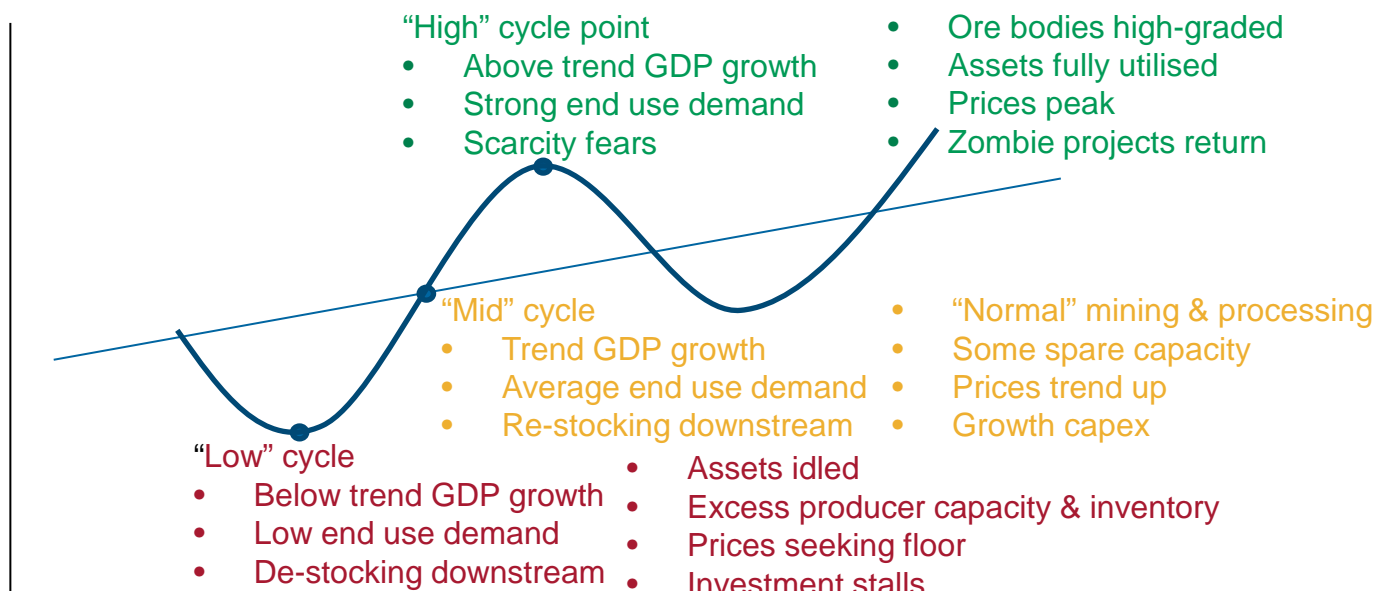 “High” cycle point
• Above trend GDP growth
• Strong end use demand
• Scarcity fears
• Ore bodies high-graded
• Assets fully utilised
• Prices peak
• Zombie projects return
“Mid” cycle
• Trend GDP growth
• Average end use demand
• Re-stocking downstream
• “Normal” mining & processing
• Some spare capacity
• Prices trend up
• Growth capex
“Low” cycle
• Below trend GDP growth
• Low end use demand
• De-stocking downstream
• Assets idled
• Excess producer capacity & inventory
• Prices seeking floor
• Investment stalls